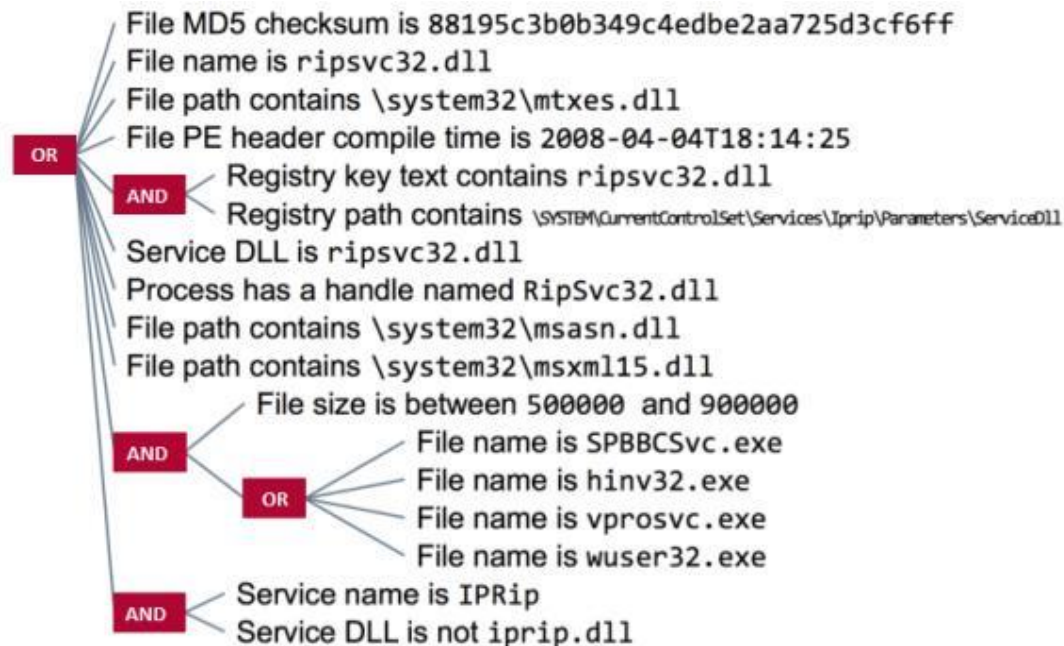 File MD5 checksum is 88195c3b0b349c4edbe2aa725d3cf6ff
File name is ripsvc32.dll
File path contains \system32\mtxes.dll
File PE header compile time is 2008-04-04T18:14:25
OR
Registry key text contains ripsvc32.dll
AND
Registry path contains \SYSTEM\CurrentControlSet\Services\Iprip\Parameters\ServiceDll
Service DLL is ripsvc32.dll
Process has a handle named RipSvc32.dll
File path contains \system32\msasn.dll
File path contains \system32\msxml15.dll
File size is between 500000 and 900000
AND
File name is SPBBCSvc.exe
File name is hinv32.exe
OR
File name is vprosvc.exe
File name is wuser32.exe
Service name is IPRip
AND
Service DLL is not iprip.dll